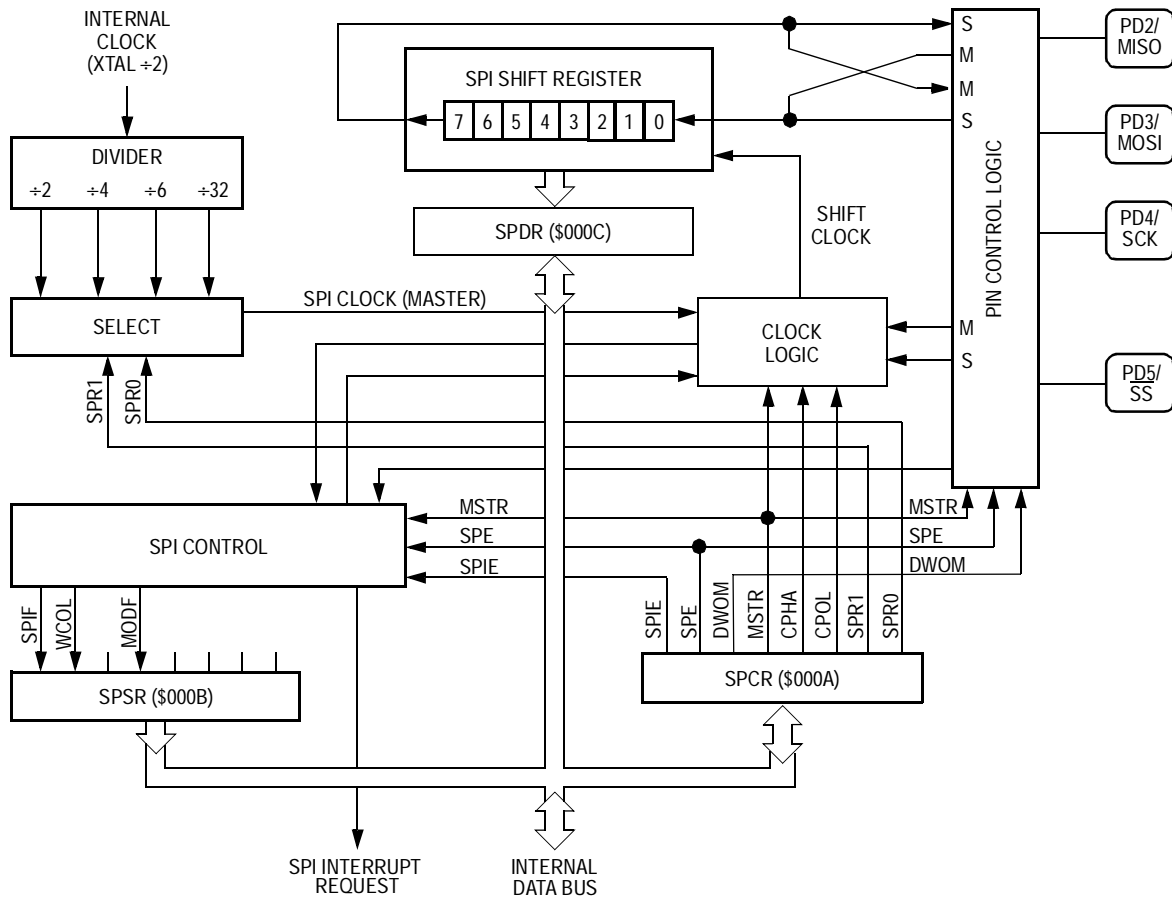 INTERNAL
CLOCK
(XTAL ÷2)
DIVIDER
÷2 ÷4 ÷6 ÷32
SELECT
SPR1
SPR0
SPI SHIFT REGISTER
7 6 5 4 3 2 1 0
SPDR ($000C)
SHIFT
CLOCK
SPI CLOCK (MASTER)
CLOCK
LOGIC
S
M
M
S
M
S
PIN CONTROL LOGIC
PD2/
MISO
PD3/
MOSI
PD4/
SCK
PD5/
SS
SPI CONTROL
MSTR
SPE
SPIE
MSTR
SPE
DWOM
SPIF
WCOL
MODF
SPSR ($000B)
SPIE
SPE
DWOM
MSTR
CPHA
CPOL
SPR1
SPR0
SPCR ($000A)
SPI INTERRUPT
REQUEST
INTERNAL
DATA BUS